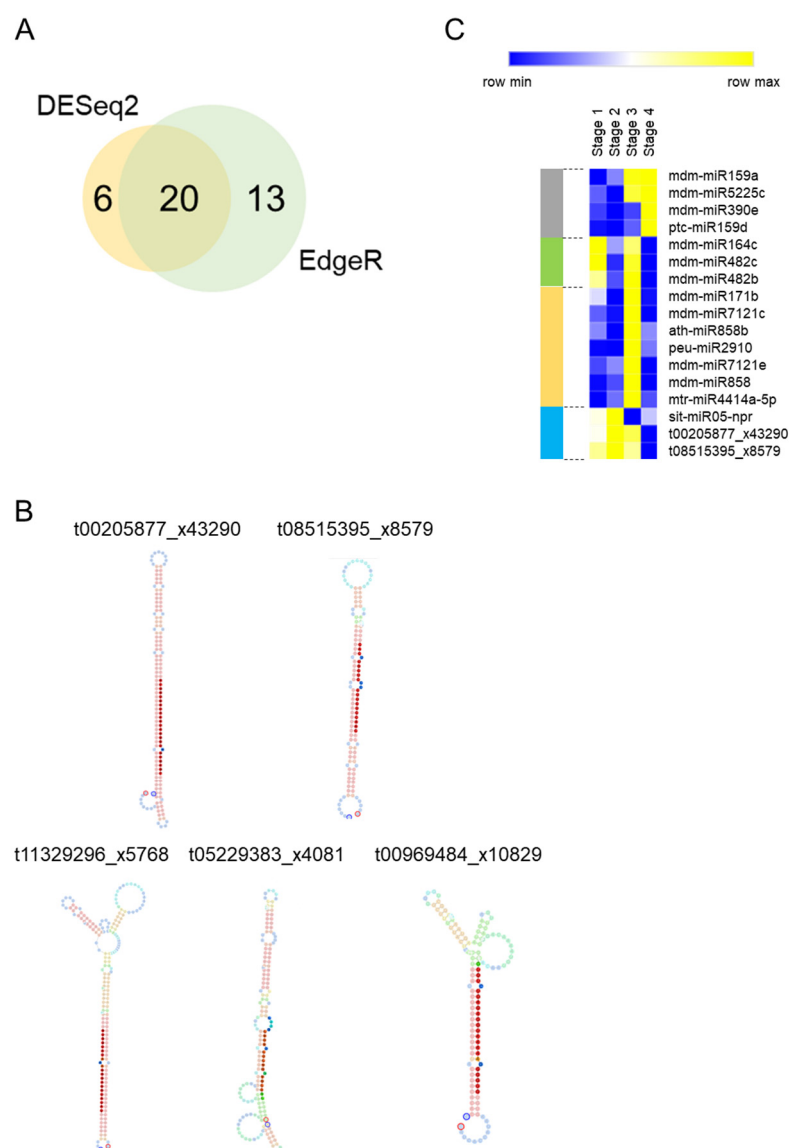 A
DESeq2
6
20
13
EdgeR
C
row min
row max
Stage 1
Stage 2
Stage 3
Stage 4
mdm-miR159a
mdm-miR5225c
mdm-miR390e
ptc-miR159d
mdm-miR164c
mdm-miR482c
mdm-miR482b
mdm-miR171b
mdm-miR7121c
ath-miR858b
peu-miR2910
mdm-miR7121e
mdm-miR858
mtr-miR4414a-5p
sit-miR05-npr
t00205877_x43290
t08515395_x8579
B
t00205877_x43290
t08515395_x8579
t11329296_x5768
t05229383_x4081
t00969484_x10829